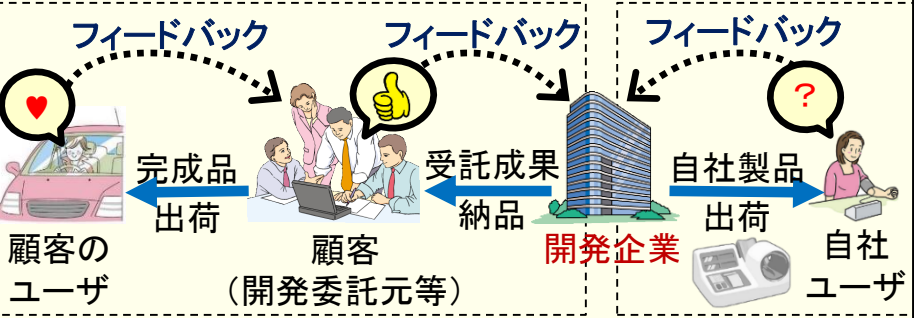 フィードバック
フィードバック
フィードバック
?
完成品
出荷
受託成果
納品
自社製品
出荷
顧客の
ユーザ
顧客
（開発委託元等）
開発企業
自社
ユーザ